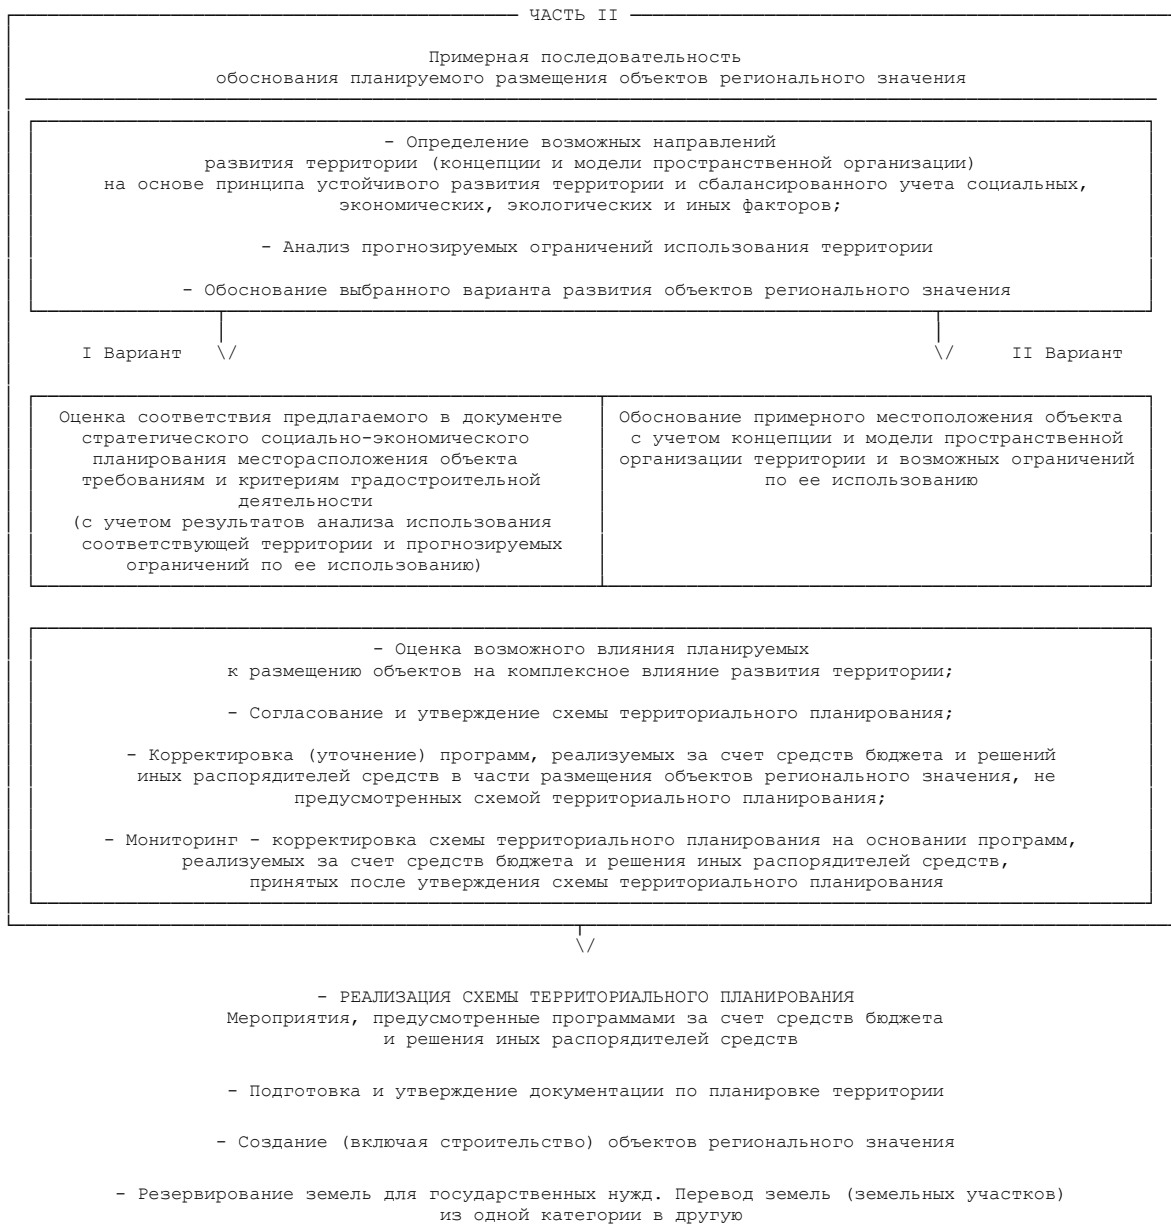 ЧАСТЬ II
Примерная последовательность
обоснования планируемого размещения объектов регионального значения
- Определение возможных направлений
развития территории (концепции и модели пространственной организации)
на основе принципа устойчивого развития территории и сбалансированного учета социальных,
экономических, экологических и иных факторов;
- Анализ прогнозируемых ограничений использования территории
- Обоснование выбранного варианта развития объектов регионального значения
I Вариант \/ \/ II Вариант
Оценка соответствия предлагаемого в документе
стратегического социально-экономического
планирования месторасположения объекта
требованиям и критериям градостроительной
деятельности
(с учетом результатов анализа использования
соответствующей территории и прогнозируемых
ограничений по ее использованию)
Обоснование примерного местоположения объекта
с учетом концепции и модели пространственной
организации территории и возможных ограничений
по ее использованию
- Оценка возможного влияния планируемых
к размещению объектов на комплексное влияние развития территории;
- Согласование и утверждение схемы территориального планирования;
- Корректировка (уточнение) программ, реализуемых за счет средств бюджета и решений
иных распорядителей средств в части размещения объектов регионального значения, не
предусмотренных схемой территориального планирования;
- Мониторинг - корректировка схемы территориального планирования на основании программ,
реализуемых за счет средств бюджета и решения иных распорядителей средств,
принятых после утверждения схемы территориального планирования
\/
- РЕАЛИЗАЦИЯ СХЕМЫ ТЕРРИТОРИАЛЬНОГО ПЛАНИРОВАНИЯ
Мероприятия, предусмотренные программами за счет средств бюджета
и решения иных распорядителей средств
- Подготовка и утверждение документации по планировке территории
- Создание (включая строительство) объектов регионального значения
- Резервирование земель для государственных нужд. Перевод земель (земельных участков)
из одной категории в другую